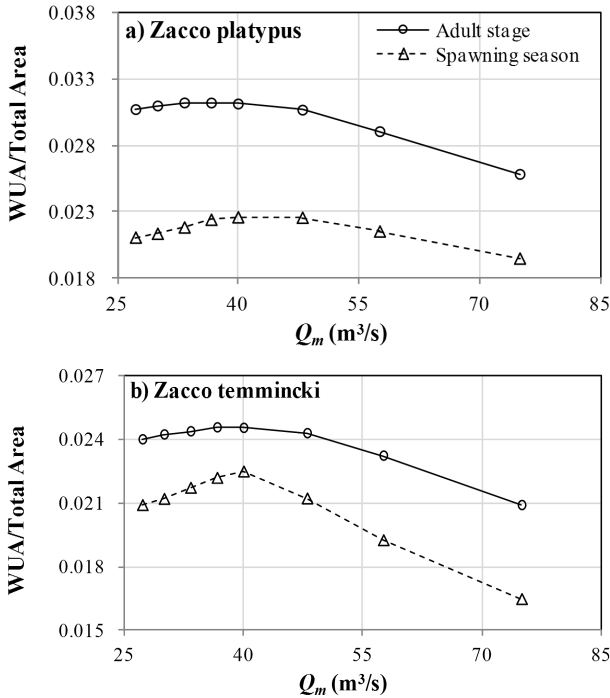 a) Zacco platypus
Adult stage
Spawning season
WUA/Total Area
0.038
0.033
0.028
0.023
0.018
25 40 55 70 85
Qm (m³/s)
b) Zacco temmincki
WUA/Total Area
0.027
0.024
0.021
0.018
0.015
25 40 55 70 85
Qm (m³/s)